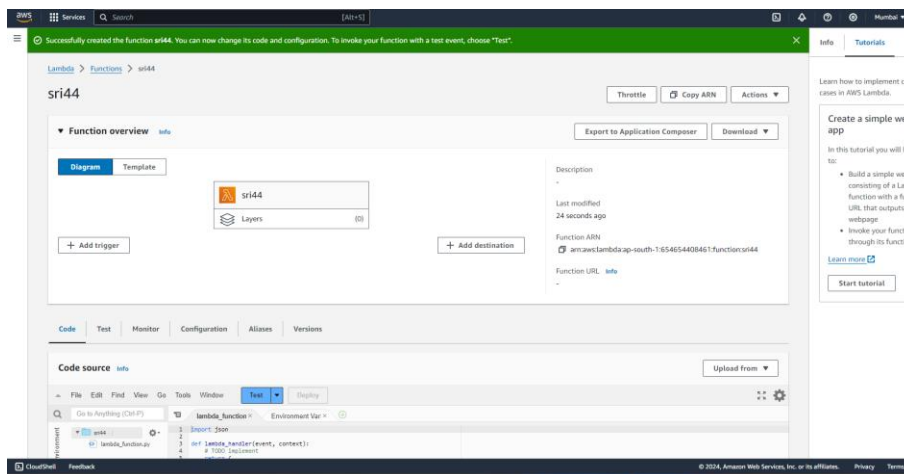 aws Services Search [Alt+S] Mumbai
Successfully created the function sri44. You can now change its code and configuration. To invoke your function with a test event, choose "Test".
Info Tutorials
Lambda > Functions > sri44
sri44
Throttle Copy ARN Actions
Learn how to implement
cases in AWS Lambda.
Function overview Info
Export to Application Composer Download
Create a simple we
app
In this tutorial you will
to:
Build a simple we
consisting of a La
function with a fu
URL that outputs
webpage
Invoke your func
through its functi
Learn more
Start tutorial
Diagram Template
sri44
Layers (0)
+ Add trigger
+ Add destination
Description
-
Last modified
24 seconds ago
Function ARN
arn:aws:lambda:ap-south-1:654654408461:function:sri44
Function URL Info
-
Code Test Monitor Configuration Aliases Versions
Code source Info
Upload from
File Edit Find View Go Tools Window Test Deploy
Go to Anything (Ctrl-P)
lambda_function × Environment Var ×
sri44
lambda_function.py
1 import json
2
3 def lambda_handler(event, context):
4 # TODO implement
CloudShell Feedback
© 2024, Amazon Web Services, Inc. or its affiliates. Privacy Terms